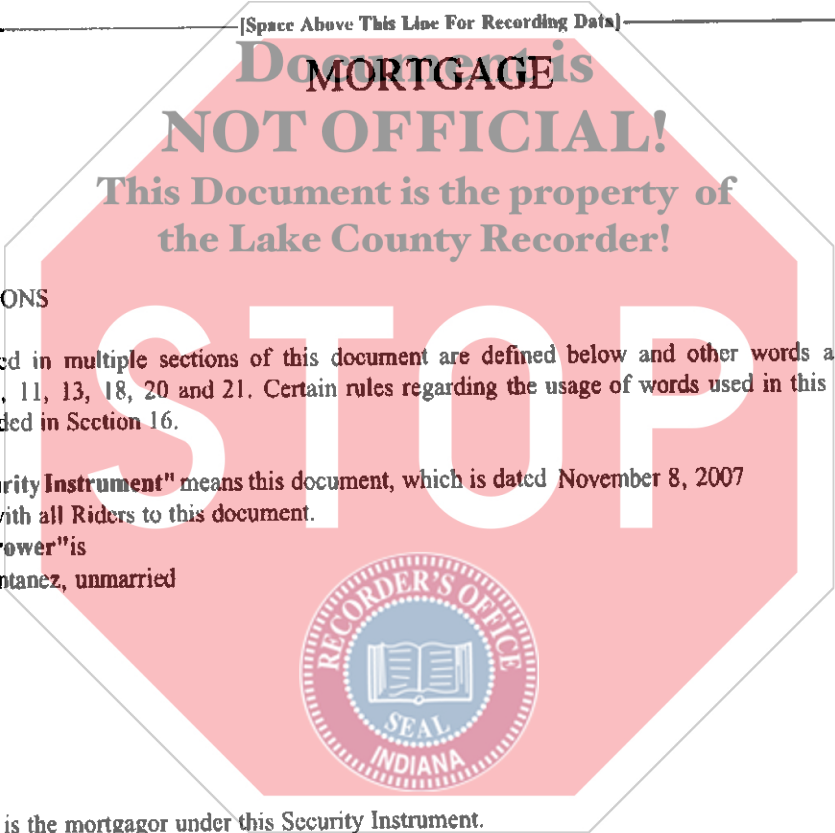 [Space Above This Line For Recording Data]
Document is
MORTGAGE
NOT OFFICIAL!
This Document is the property of
the Lake County Recorder!
ONS
ed in multiple sections of this document are defined below and other words a
, 11, 13, 18, 20 and 21. Certain rules regarding the usage of words used in this
ded in Section 16.
rity Instrument" means this document, which is dated November 8, 2007
with all Riders to this document.
rower" is
ntanez, unmarried
STOP
RECORDER'S OFFICE
SEAL
INDIANA
is the mortgagor under this Security Instrument.